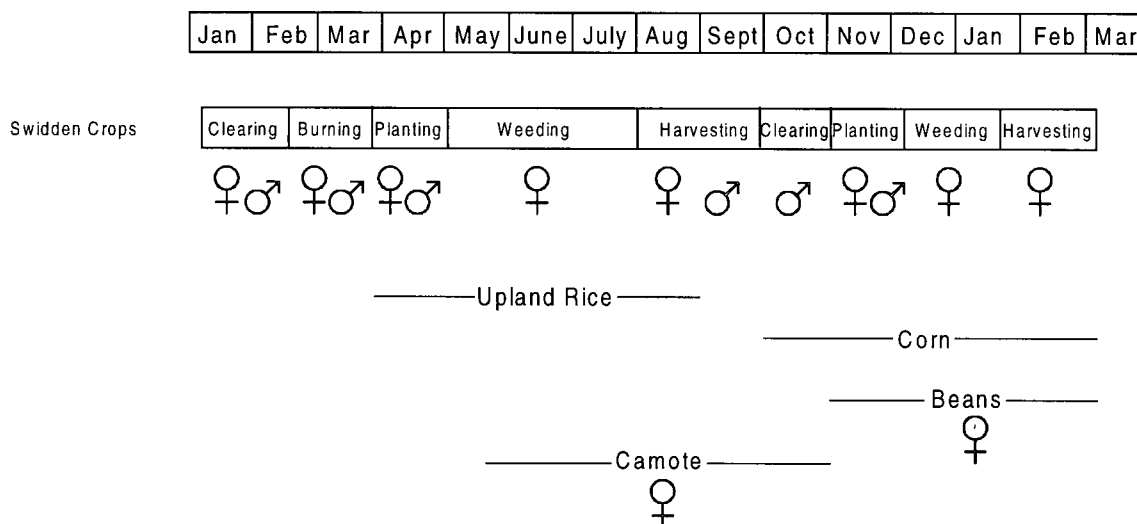 Jan Feb Mar Apr May June July Aug Sept Oct Nov Dec Jan Feb Mar
Swidden Crops Clearing Burning Planting Weeding Harvesting Clearing Planting Weeding Harvesting
Upland Rice
Corn
Beans
Camote